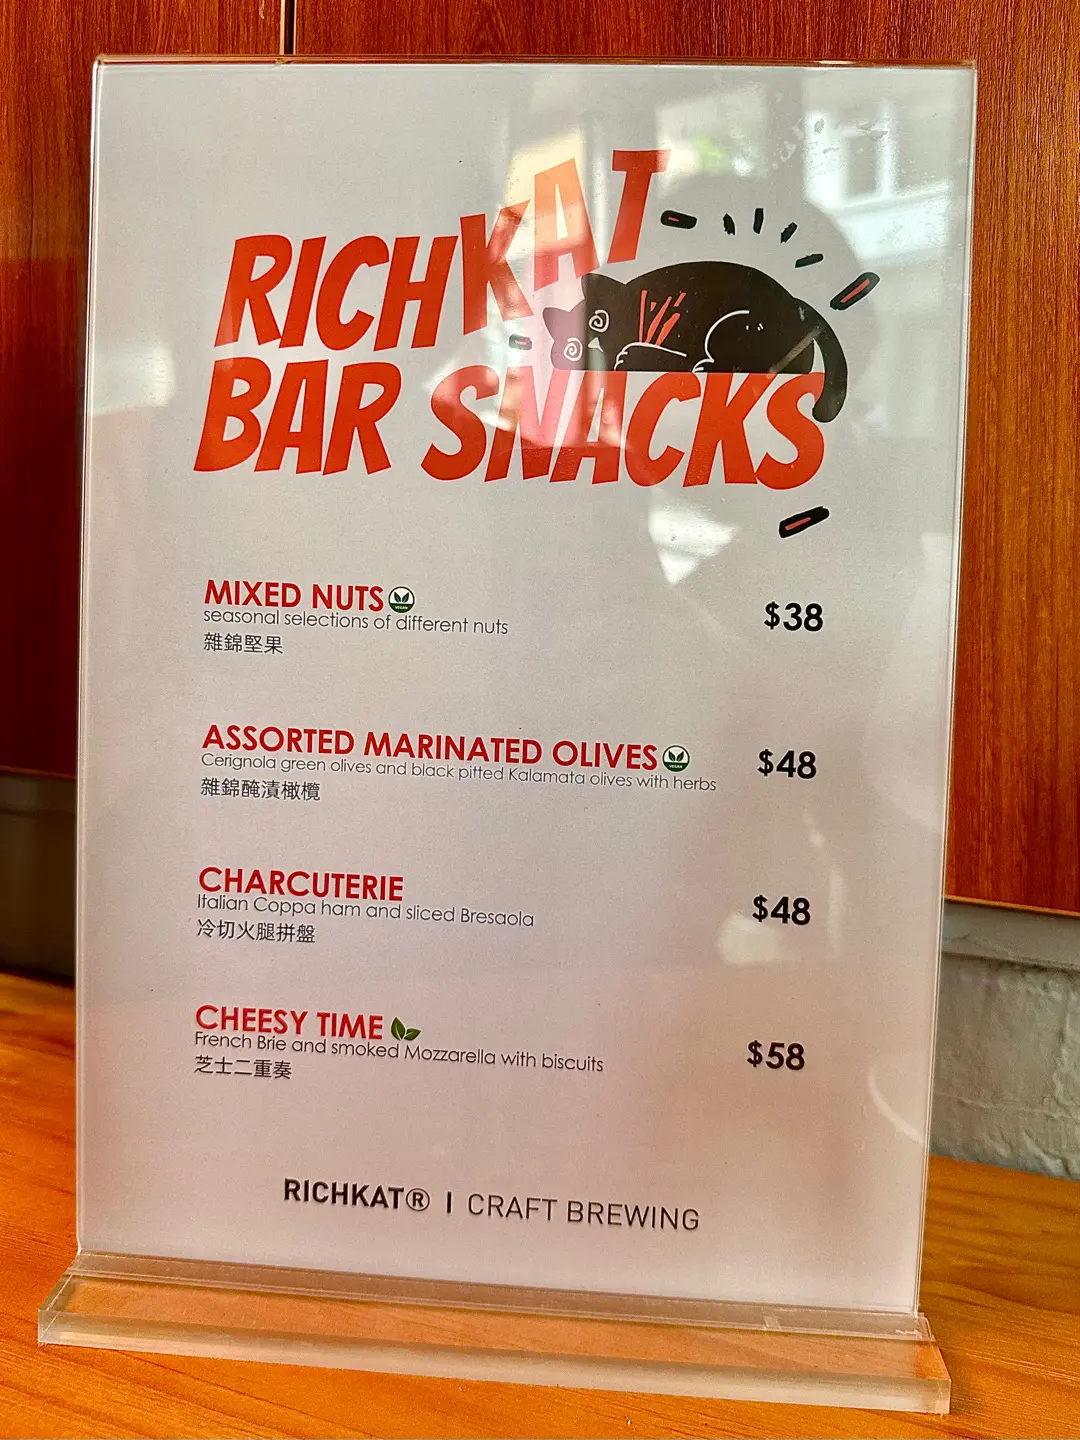 RICHKAT
BAR SNACKS
MIXED NUTS VEGAN
seasonal selections of different nuts
$38
雜錦堅果
ASSORTED MARINATED OLIVES VEGAN
Cerignola green olives and black pitted Kalamata olives with herbs
$48
雜錦醃漬橄欖
CHARCUTERIE
Italian Coppa ham and sliced Bresaola
$48
冷切火腿拼盤
CHEESY TIME
French Brie and smoked Mozzarella with biscuits
$58
芝士二重奏
RICHKAT® | CRAFT BREWING